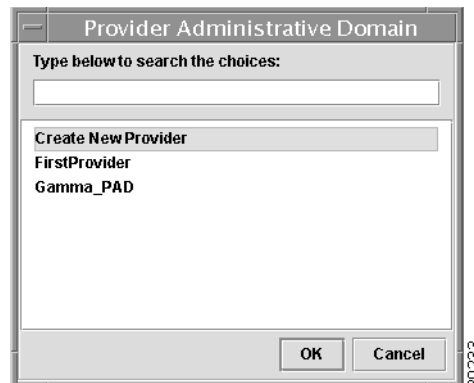 Provider Administrative Domain
Type below to search the choices:
Create New Provider
FirstProvider
Gamma_PAD
OK Cancel